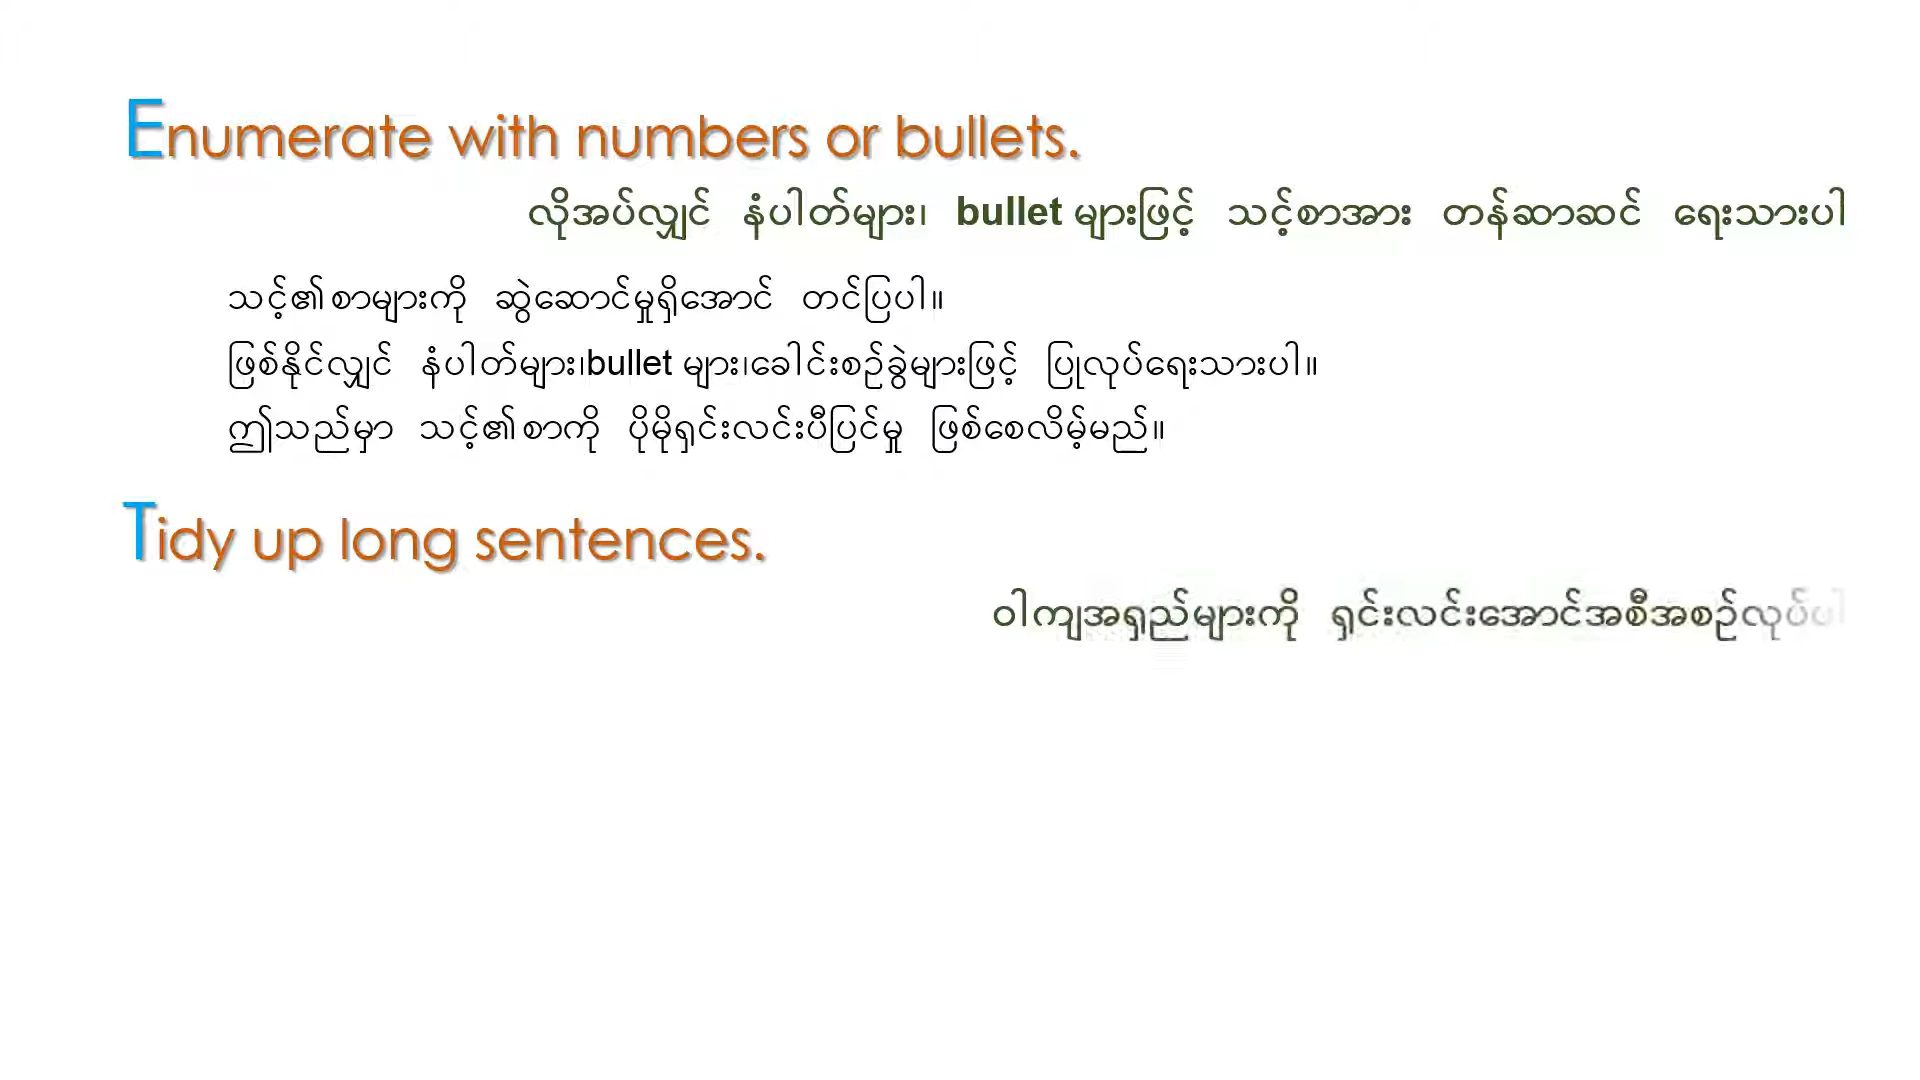 Enumerate with numbers or bullets.
လိုအပ်လျှင် နံပါတ်များ၊ bullet များဖြင့် သင့်စာအား တန်ဆာဆင် ရေးသားပါ
သင့်၏စာများကို ဆွဲဆောင်မှုရှိအောင် တင်ပြပါ။
ဖြစ်နိုင်လျှင် နံပါတ်များ၊bullet များ၊ခေါင်းစဉ်ခွဲများဖြင့် ပြုလုပ်ရေးသားပါ။
ဤသည်မှာ သင့်၏စာကို ပိုမိုရှင်းလင်းပီပြင်မှု ဖြစ်စေလိမ့်မည်။
Tidy up long sentences.
ဝါကျအရှည်များကို ရှင်းလင်းအောင်အစီအစဉ်လုပ်ပါ